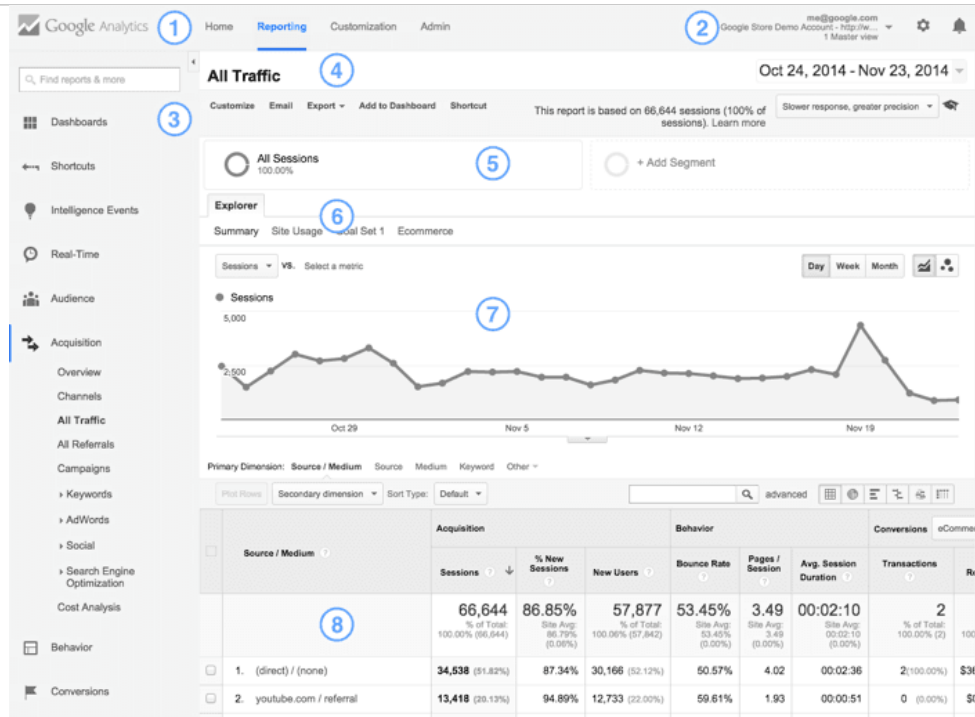 Google Analytics
1
Home Reporting Customization Admin
2
me@google.com
Google Store Demo Account - http://w...
1 Master view
Find reports & more
3
Dashboards
Shortcuts
Intelligence Events
Real-Time
Audience
Acquisition
Overview
Channels
All Traffic
All Referrals
Campaigns
Keywords
AdWords
Social
Search Engine
Optimization
Cost Analysis
Behavior
Conversions
All Traffic
4
Oct 24, 2014 - Nov 23, 2014
Customize Email Export Add to Dashboard Shortcut
This report is based on 66,644 sessions (100% of
sessions). Learn more
Slower response, greater precision
All Sessions
100.00%
5
+ Add Segment
Explorer
6
Summary Site Usage Goal Set 1 Ecommerce
Sessions VS. Select a metric
Day Week Month
Sessions
7
5,000
2,500
Oct 29 Nov 5 Nov 12 Nov 19
Primary Dimension: Source / Medium Source Medium Keyword Other
Plot Rows Secondary dimension Sort Type: Default
advanced
Acquisition Behavior Conversions eComme
Source / Medium ? Sessions ? % New Sessions ? New Users ? Bounce Rate ? Pages / Session ? Avg. Session Duration ? Transactions ? Re
8
66,644 86.85% 57,877 53.45% 3.49 00:02:10 2
% of Total: Site Avg: % of Total: Site Avg: Site Avg: Site Avg: % of Total:
100.00% (66,644) 86.79% 100.06% (57,842) 53.45% 3.49 00:02:10 100.00% (2) 100
(0.06%) (0.00%) (0.00%) (0.00%)
1. (direct) / (none) 34,538 (51.82%) 87.34% 30,166 (52.12%) 50.57% 4.02 00:02:36 2(100.00%) $36
2. youtube.com / referral 13,418 (20.13%) 94.89% 12,733 (22.00%) 59.61% 1.93 00:00:51 0 (0.00%)